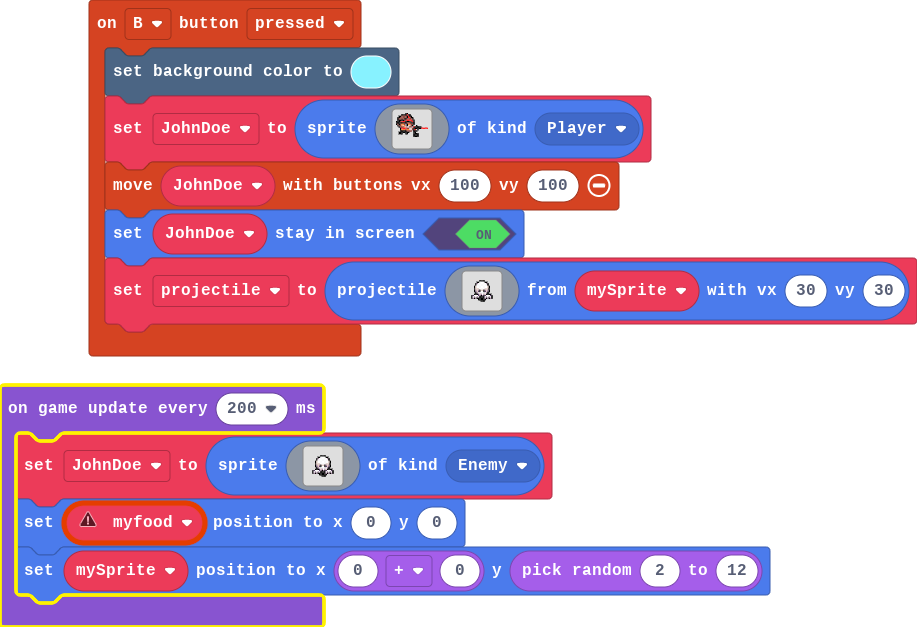 on B button pressed
set background color to
set JohnDoe to sprite of kind Player
move JohnDoe with buttons vx 100 vy 100
set JohnDoe stay in screen ON
set projectile to projectile from mySprite with vx 30 vy 30
on game update every 200 ms
set JohnDoe to sprite of kind Enemy
set myfood position to x 0 y 0
set mySprite position to x 0 + 0 y pick random 2 to 12